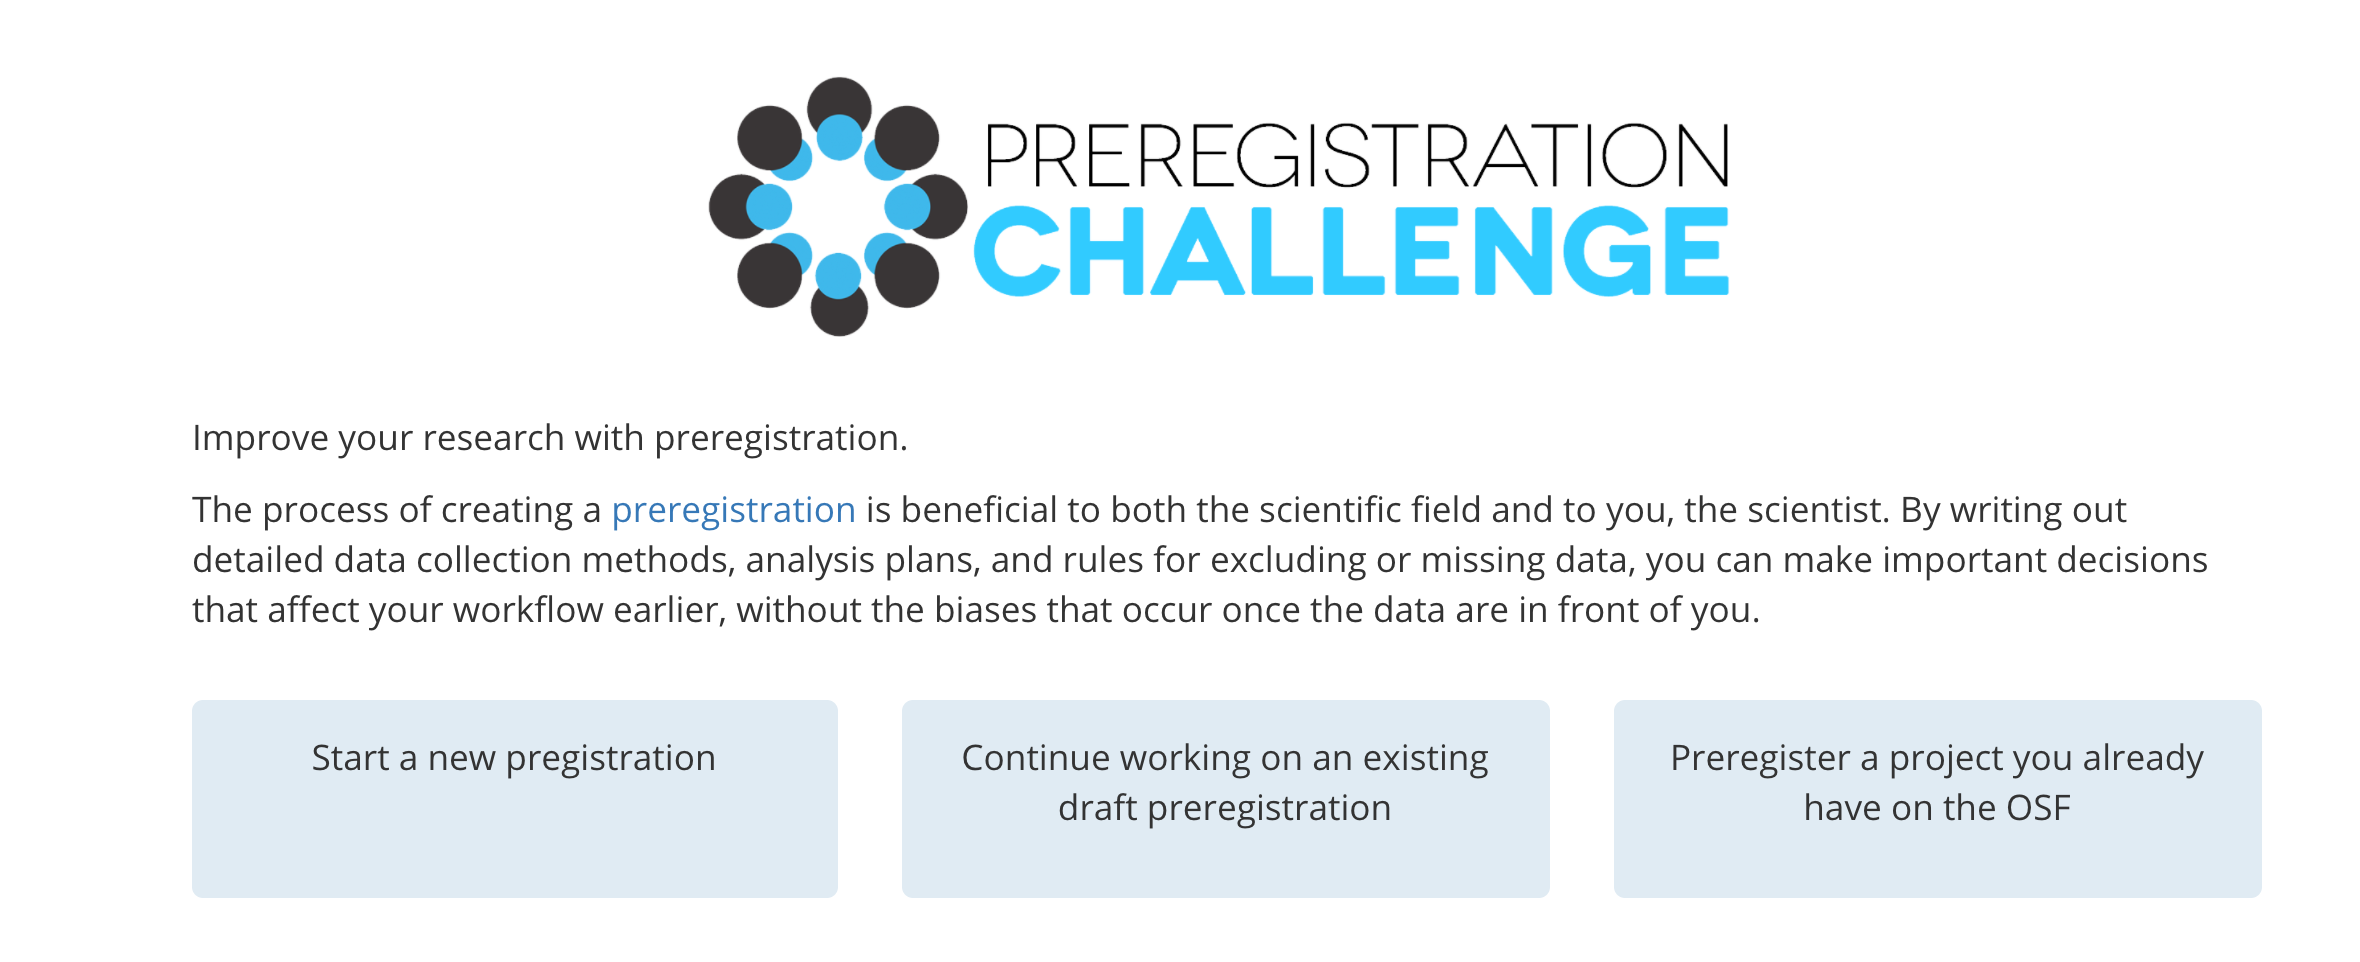 PREREGISTRATION
CHALLENGE
Improve your research with preregistration.
The process of creating a preregistration is beneficial to both the scientific field and to you, the scientist. By writing out
detailed data collection methods, analysis plans, and rules for excluding or missing data, you can make important decisions
that affect your workflow earlier, without the biases that occur once the data are in front of you.
Start a new pregistration
Continue working on an existing
draft preregistration
Preregister a project you already
have on the OSF